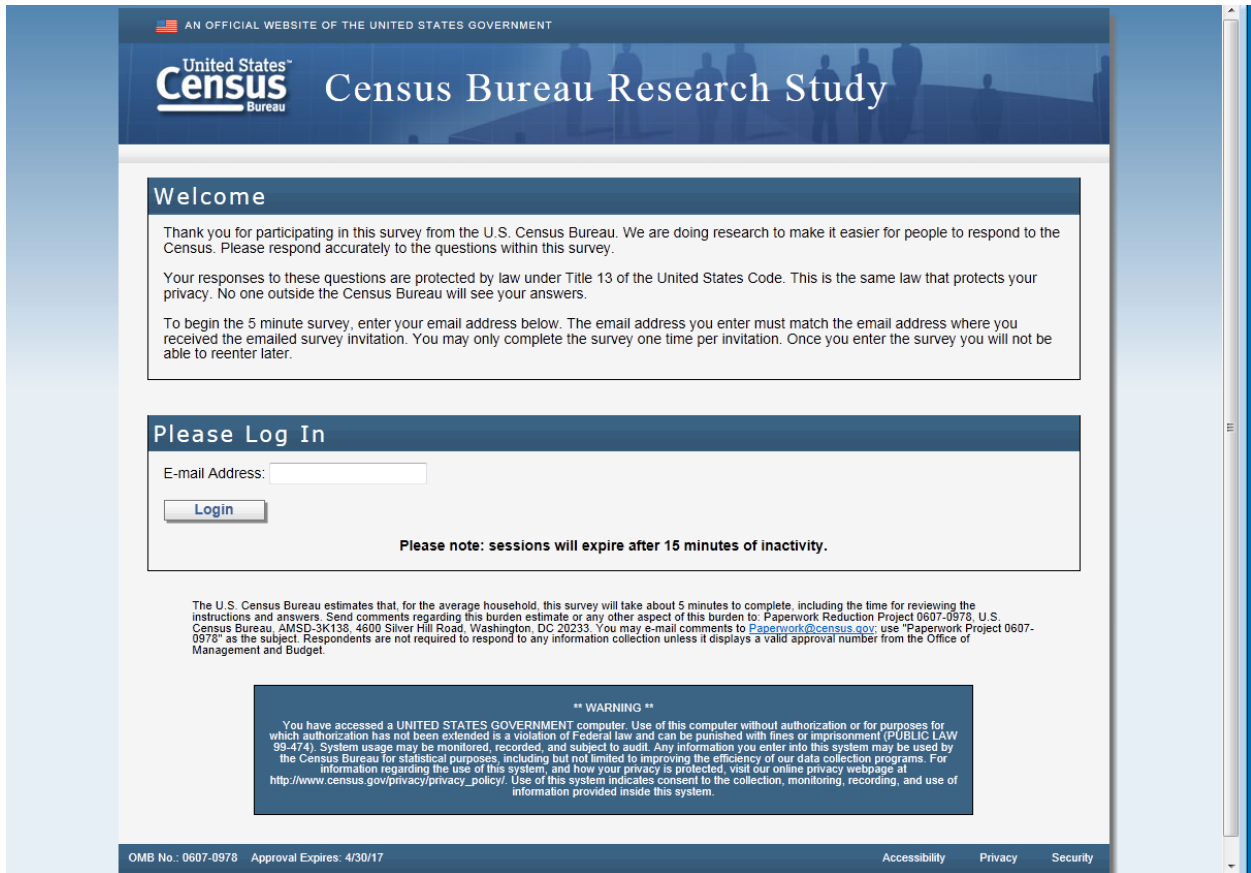 AN OFFICIAL WEBSITE OF THE UNITED STATES GOVERNMENT
United States™
Census
Bureau
Census Bureau Research Study
Welcome
Thank you for participating in this survey from the U.S. Census Bureau. We are doing research to make it easier for people to respond to the
Census. Please respond accurately to the questions within this survey.
Your responses to these questions are protected by law under Title 13 of the United States Code. This is the same law that protects your
privacy. No one outside the Census Bureau will see your answers.
To begin the 5 minute survey, enter your email address below. The email address you enter must match the email address where you
received the emailed survey invitation. You may only complete the survey one time per invitation. Once you enter the survey you will not be
able to reenter later.
Please Log In
E-mail Address:
Login
Please note: sessions will expire after 15 minutes of inactivity.
The U.S. Census Bureau estimates that, for the average household, this survey will take about 5 minutes to complete, including the time for reviewing the
instructions and answers. Send comments regarding this burden estimate or any other aspect of this burden to: Paperwork Reduction Project 0607-0978, U.S.
Census Bureau, AMSD-3K138, 4600 Silver Hill Road, Washington, DC 20233. You may e-mail comments to Paperwork@census.gov; use "Paperwork Project 0607-
0978" as the subject. Respondents are not required to respond to any information collection unless it displays a valid approval number from the Office of
Management and Budget.
** WARNING **
You have accessed a UNITED STATES GOVERNMENT computer. Use of this computer without authorization or for purposes for
which authorization has not been extended is a violation of Federal law and can be punished with fines or imprisonment (PUBLIC LAW
99-474). System usage may be monitored, recorded, and subject to audit. Any information you enter into this system may be used by
the Census Bureau for statistical purposes, including but not limited to improving the efficiency of our data collection programs. For
information regarding the use of this system, and how your privacy is protected, visit our online privacy webpage at
http://www.census.gov/privacy/privacy_policy/. Use of this system indicates consent to the collection, monitoring, recording, and use of
information provided inside this system.
OMB No.: 0607-0978 Approval Expires: 4/30/17 Accessibility Privacy Security